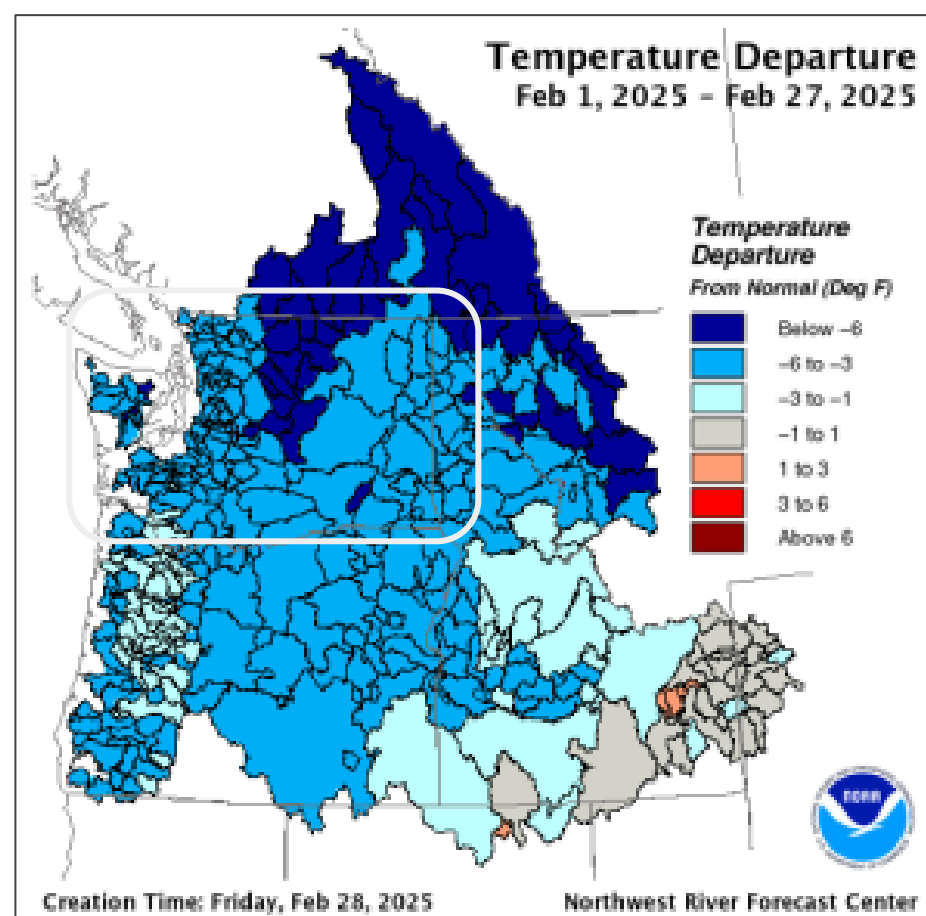 Temperature Departure
Feb 1, 2025 – Feb 27, 2025
Temperature
Departure
From Normal (Deg F)
Below -6
-6 to -3
-3 to -1
-1 to 1
1 to 3
3 to 6
Above 6
NOAA
Creation Time: Friday, Feb 28, 2025
Northwest River Forecast Center